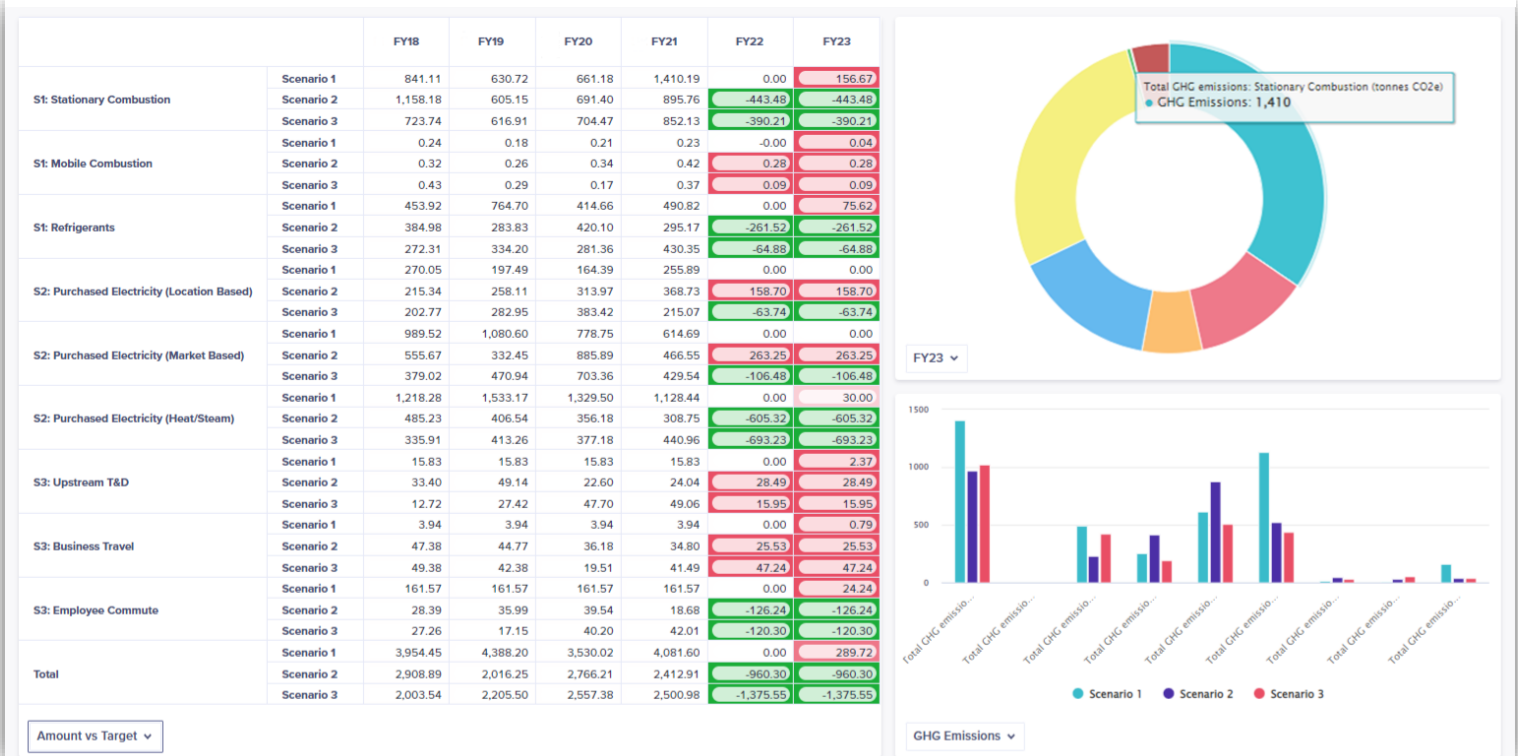 FY18 FY19 FY20 FY21 FY22 FY23
S1: Stationary Combustion
Scenario 1 841.11 630.72 661.18 1,410.19 0.00 156.67
Scenario 2 1,158.18 605.15 691.40 895.76 -443.48 -443.48
Scenario 3 723.74 616.91 704.47 852.13 -390.21 -390.21
S1: Mobile Combustion
Scenario 1 0.24 0.18 0.21 0.23 -0.00 0.04
Scenario 2 0.32 0.26 0.34 0.42 0.28 0.28
Scenario 3 0.43 0.29 0.17 0.37 0.09 0.09
S1: Refrigerants
Scenario 1 453.92 764.70 414.66 490.82 0.00 75.62
Scenario 2 384.98 283.83 420.10 295.17 -261.52 -261.52
Scenario 3 272.31 334.20 281.36 430.35 -64.88 -64.88
S2: Purchased Electricity (Location Based)
Scenario 1 270.05 197.49 164.39 255.89 0.00 0.00
Scenario 2 215.34 258.11 313.97 368.73 158.70 158.70
Scenario 3 202.77 282.95 383.42 215.07 -63.74 -63.74
S2: Purchased Electricity (Market Based)
Scenario 1 989.52 1,080.60 778.75 614.69 0.00 0.00
Scenario 2 555.67 332.45 885.89 466.55 263.25 263.25
Scenario 3 379.02 470.94 703.36 429.54 -106.48 -106.48
S2: Purchased Electricity (Heat/Steam)
Scenario 1 1,218.28 1,533.17 1,329.50 1,128.44 0.00 30.00
Scenario 2 485.23 406.54 356.18 308.75 -605.32 -605.32
Scenario 3 335.91 413.26 377.18 440.96 -693.23 -693.23
S3: Upstream T&D
Scenario 1 15.83 15.83 15.83 15.83 0.00 2.37
Scenario 2 33.40 49.14 22.60 24.04 28.49 28.49
Scenario 3 12.72 27.42 47.70 49.06 15.95 15.95
S3: Business Travel
Scenario 1 3.94 3.94 3.94 3.94 0.00 0.79
Scenario 2 47.38 44.77 36.18 34.80 25.53 25.53
Scenario 3 49.38 42.38 19.51 41.49 47.24 47.24
S3: Employee Commute
Scenario 1 161.57 161.57 161.57 161.57 0.00 24.24
Scenario 2 28.39 35.99 39.54 18.68 -126.24 -126.24
Scenario 3 27.26 17.15 40.20 42.01 -120.30 -120.30
Total
Scenario 1 3,954.45 4,388.20 3,530.02 4,081.60 0.00 289.72
Scenario 2 2,908.89 2,016.25 2,766.21 2,412.91 -960.30 -960.30
Scenario 3 2,003.54 2,205.50 2,557.38 2,500.98 -1,375.55 -1,375.55
Amount vs Target
Total GHG emissions: Stationary Combustion (tonnes CO2e)
GHG Emissions: 1,410
FY23
1500
1000
500
0
Total GHG emissio...
Total GHG emissio...
Total GHG emissio...
Total GHG emissio...
Total GHG emissio...
Total GHG emissio...
Total GHG emissio...
Total GHG emissio...
Total GHG emissio...
Scenario 1 Scenario 2 Scenario 3
GHG Emissions